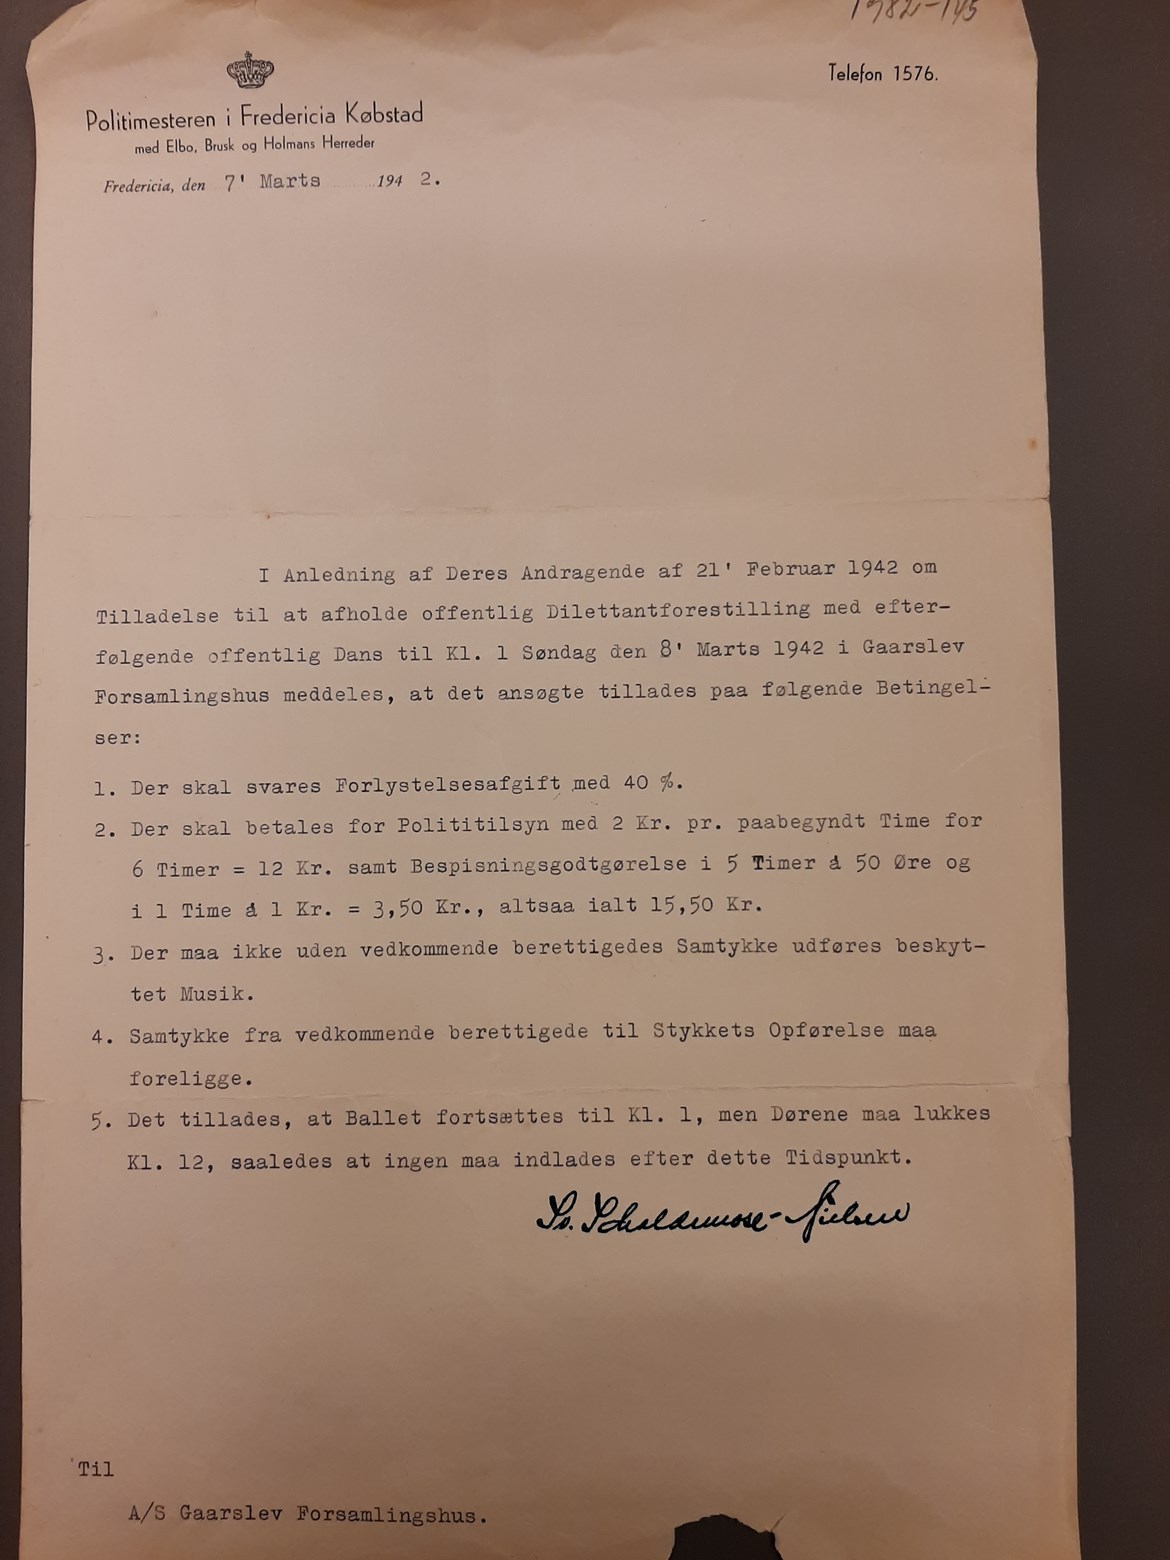 1982-145
Telefon 1576.
Politimesteren i Fredericia Købstad
med Elbo, Brusk og Holmans Herreder
Fredericia, den 7' Marts 194 2.
I Anledning af Deres Andragende af 21' Februar 1942 om
Tilladelse til at afholde offentlig Dilettantforestilling med efter-
følgende offentlig Dans til Kl. 1 Søndag den 8' Marts 1942 i Gaarslev
Forsamlingshus meddeles, at det ansøgte tillades paa følgende Betingel-
ser:
1. Der skal svares Forlystelsesafgift med 40 %.
2. Der skal betales for Polititilsyn med 2 Kr. pr. paabegyndt Time for
6 Timer = 12 Kr. samt Bespisningsgodtgørelse i 5 Timer á 50 Øre og
i 1 Time á 1 Kr. = 3,50 Kr., altsaa ialt 15,50 Kr.
3. Der maa ikke uden vedkommende berettigedes Samtykke udføres beskyt-
tet Musik.
4. Samtykke fra vedkommende berettigede til Stykkets Opførelse maa
foreligge.
5. Det tillades, at Ballet fortsættes til Kl. 1, men Dørene maa lukkes
Kl. 12, saaledes at ingen maa indlades efter dette Tidspunkt.
Sv. Schaldemose-Nielsen
Til
A/S Gaarslev Forsamlingshus.